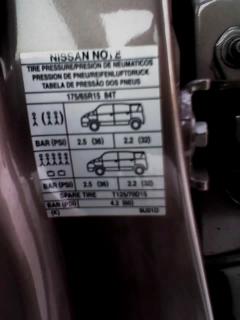 NISSAN NOTE
TIRE PRESSURE/PRESION DE NEUMATICOS
PRESSION DE PNEU/REIFENLUFTDRUCK
TABELA DE PRESSÃO DOS PNEUS
175/65R15 84T
BAR (PSI) 2.5 (36) 2.2 (32)
BAR (PSI) 2.5 (36) 2.2 (32)
SPARE TIRE T125/70D15
BAR (PSI) 4.2 (60)
(K)